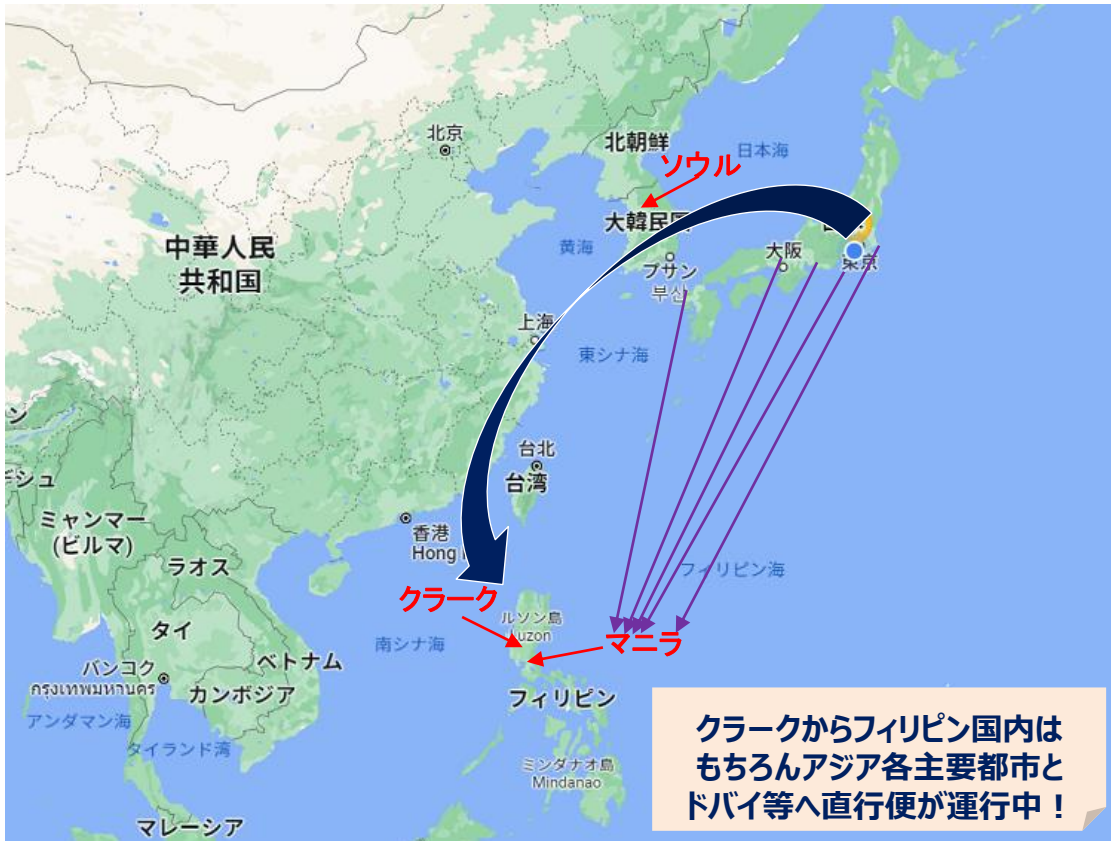 北京
北朝鮮
日本海
ソウル
大韓民国
中華人民
共和国
黄海
プサン
부산
大阪
東京
上海
東シナ海
台北
台湾
ミャンマー
(ビルマ)
香港
Hong
ラオス
フィリピン海
クラーク
ルソン島
Luzon
タイ
南シナ海
マニラ
バンコク
กรุงเทพมหานคร
ベトナム
カンボジア
フィリピン
アンダマン海
タイランド湾
ミンダナオ島
Mindanao
マレーシア
クラークからフィリピン国内は
もちろんアジア各主要都市と
ドバイ等へ直行便が運行中！